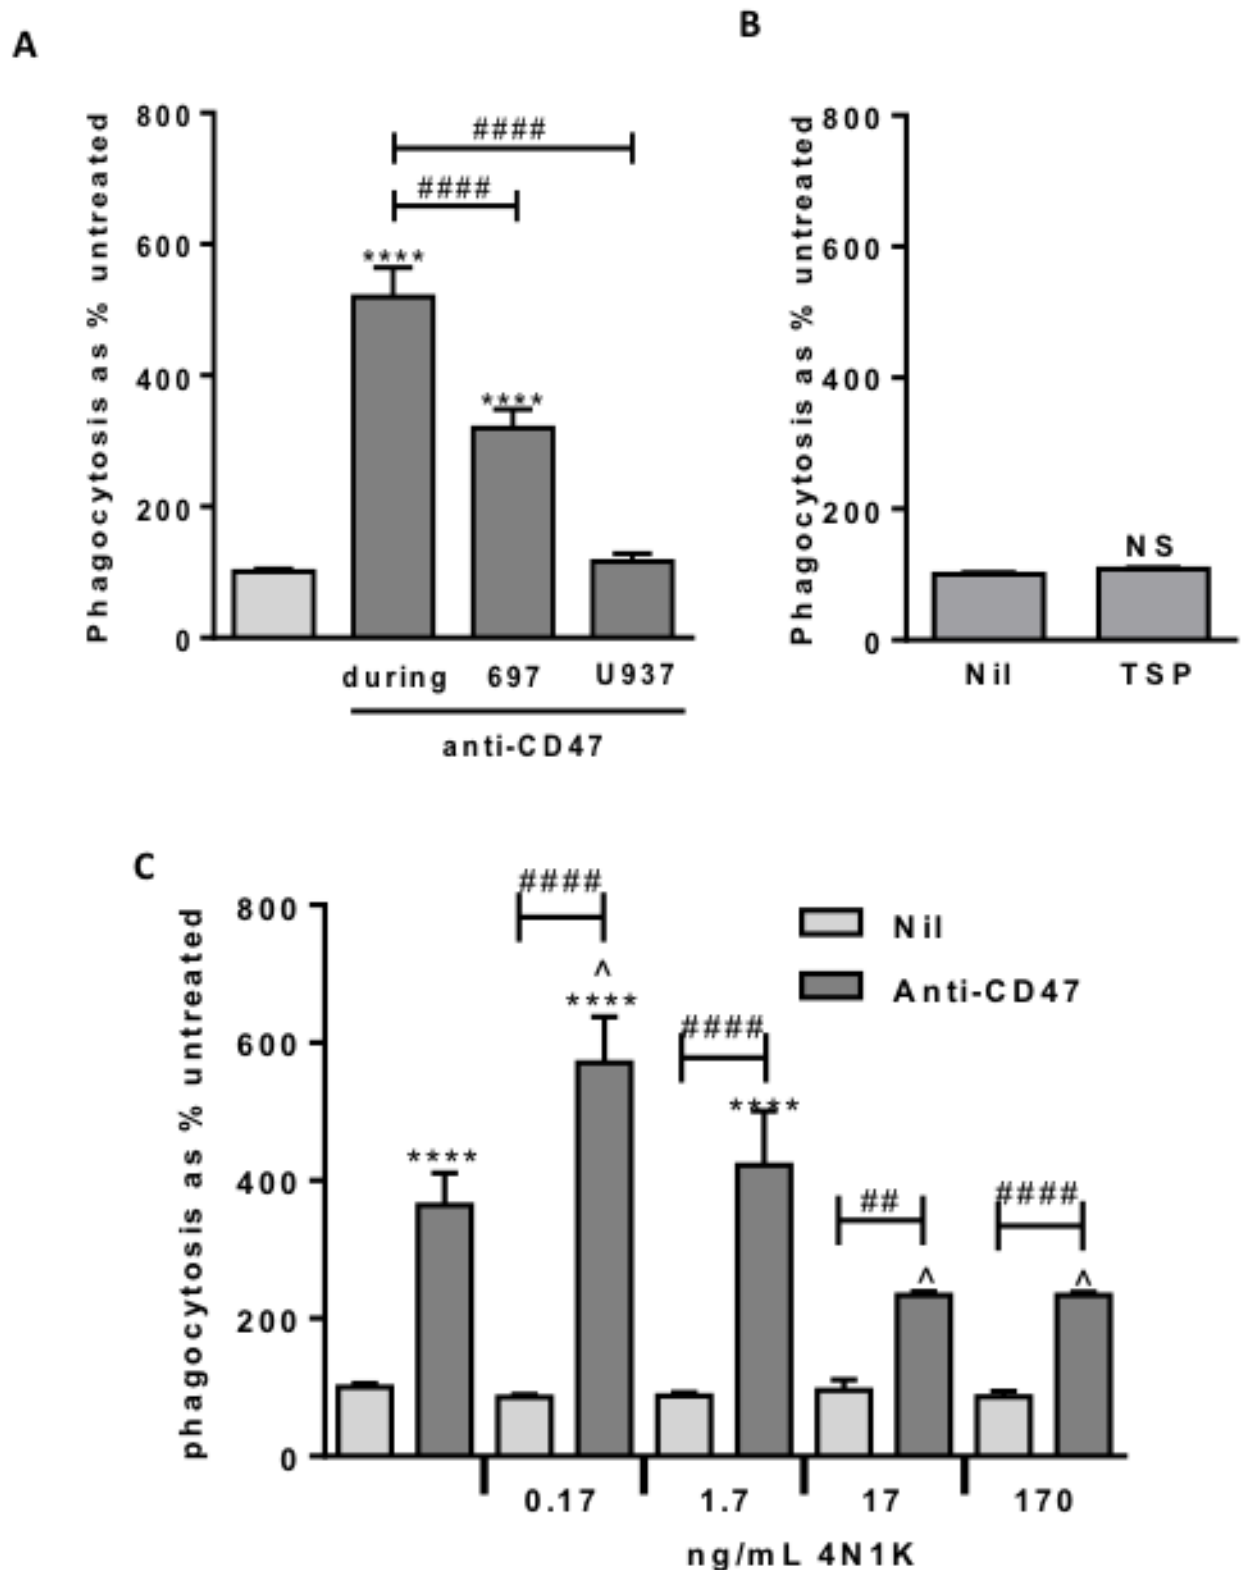 A
Phagocytosis as % untreated
800
600
400
200
0
####
####
****
****
during
697
U937
anti-CD47
B
Phagocytosis as % untreated
800
600
400
200
0
NS
Nil
TSP
C
phagocytosis as % untreated
800
600
400
200
0
Nil
Anti-CD47
****
####
^
****
####
****
##
^
####
^
0.17
1.7
17
170
ng/mL 4N1K